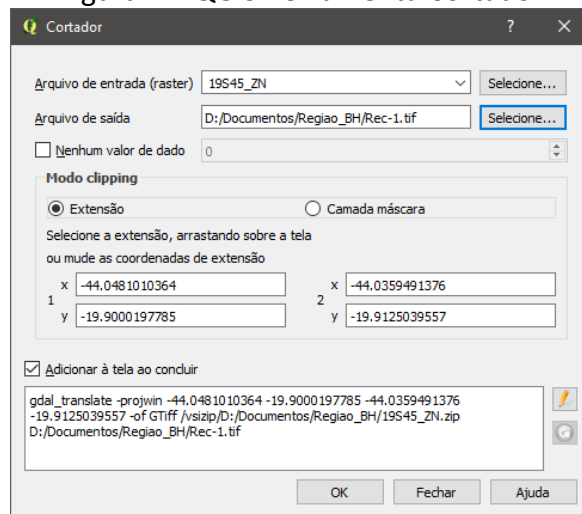 Cortador
?
Arquivo de entrada (raster) 19S45_ZN Selecione...
Arquivo de saída D:/Documentos/Regiao_BH/Rec-1.tif Selecione...
Nenhum valor de dado 0
Modo clipping
Extensão Camada máscara
Selecione a extensão, arrastando sobre a tela
ou mude as coordenadas de extensão
x -44.0481010364 x -44.0359491376
1 2
y -19.9000197785 y -19.9125039557
Adicionar à tela ao concluir
gdal_translate -projwin -44.0481010364 -19.9000197785 -44.0359491376
-19.9125039557 -of GTiff /vsizip/D:/Documentos/Regiao_BH/19S45_ZN.zip
D:/Documentos/Regiao_BH/Rec-1.tif
OK Fechar Ajuda